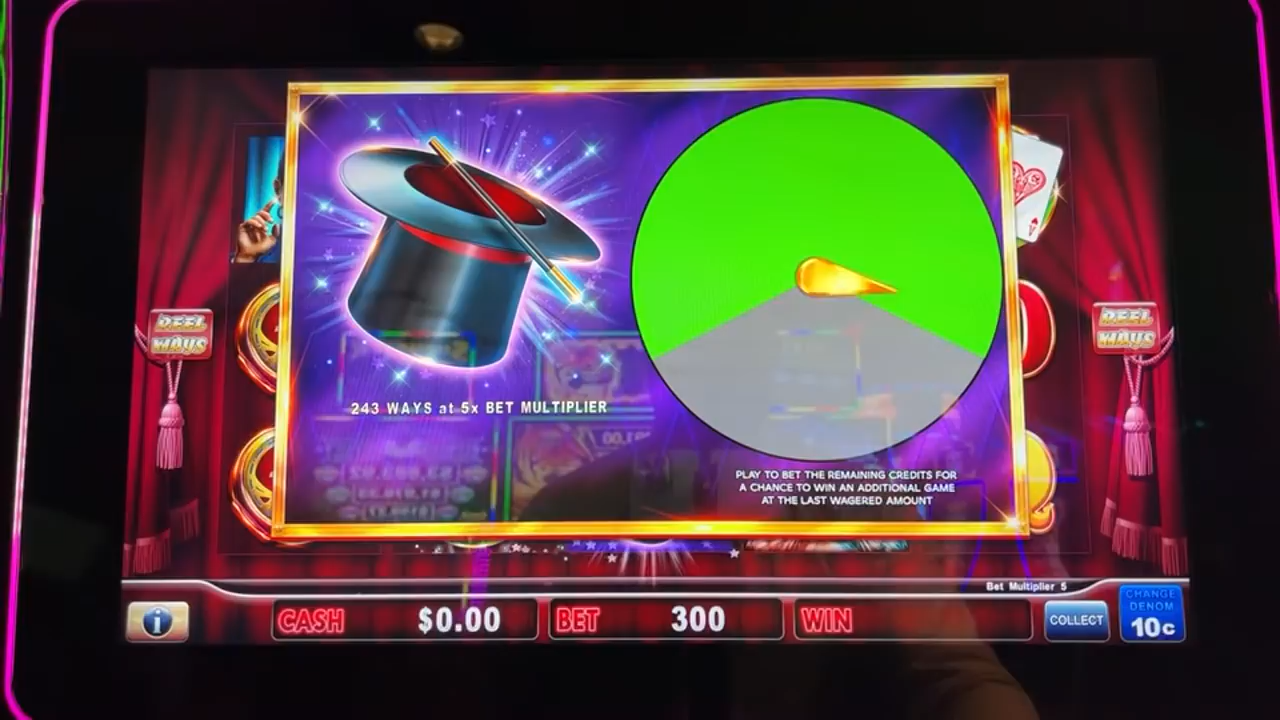 REEL
WAYS
REEL
WAYS
243 WAYS at 5x BET MULTIPLIER
PLAY TO BET THE REMAINING CREDITS FOR
A CHANCE TO WIN AN ADDITIONAL GAME
AT THE LAST WAGERED AMOUNT
Bet Multiplier 5
CASH $0.00 BET 300 WIN
COLLECT
CHANGE
DENOM
10¢